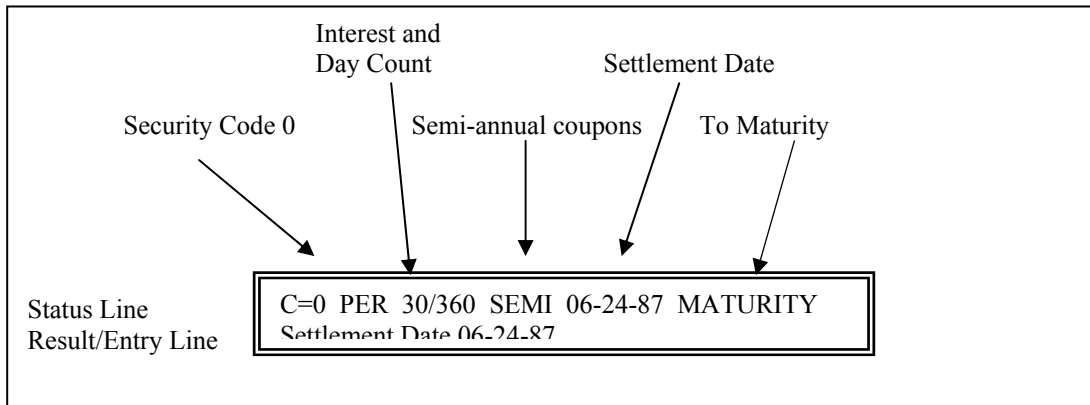 Interest and
Day Count
Settlement Date
Security Code 0
Semi-annual coupons
To Maturity
Status Line
Result/Entry Line
C=0 PER 30/360 SEMI 06-24-87 MATURITY
Settlement Date 06-24-87